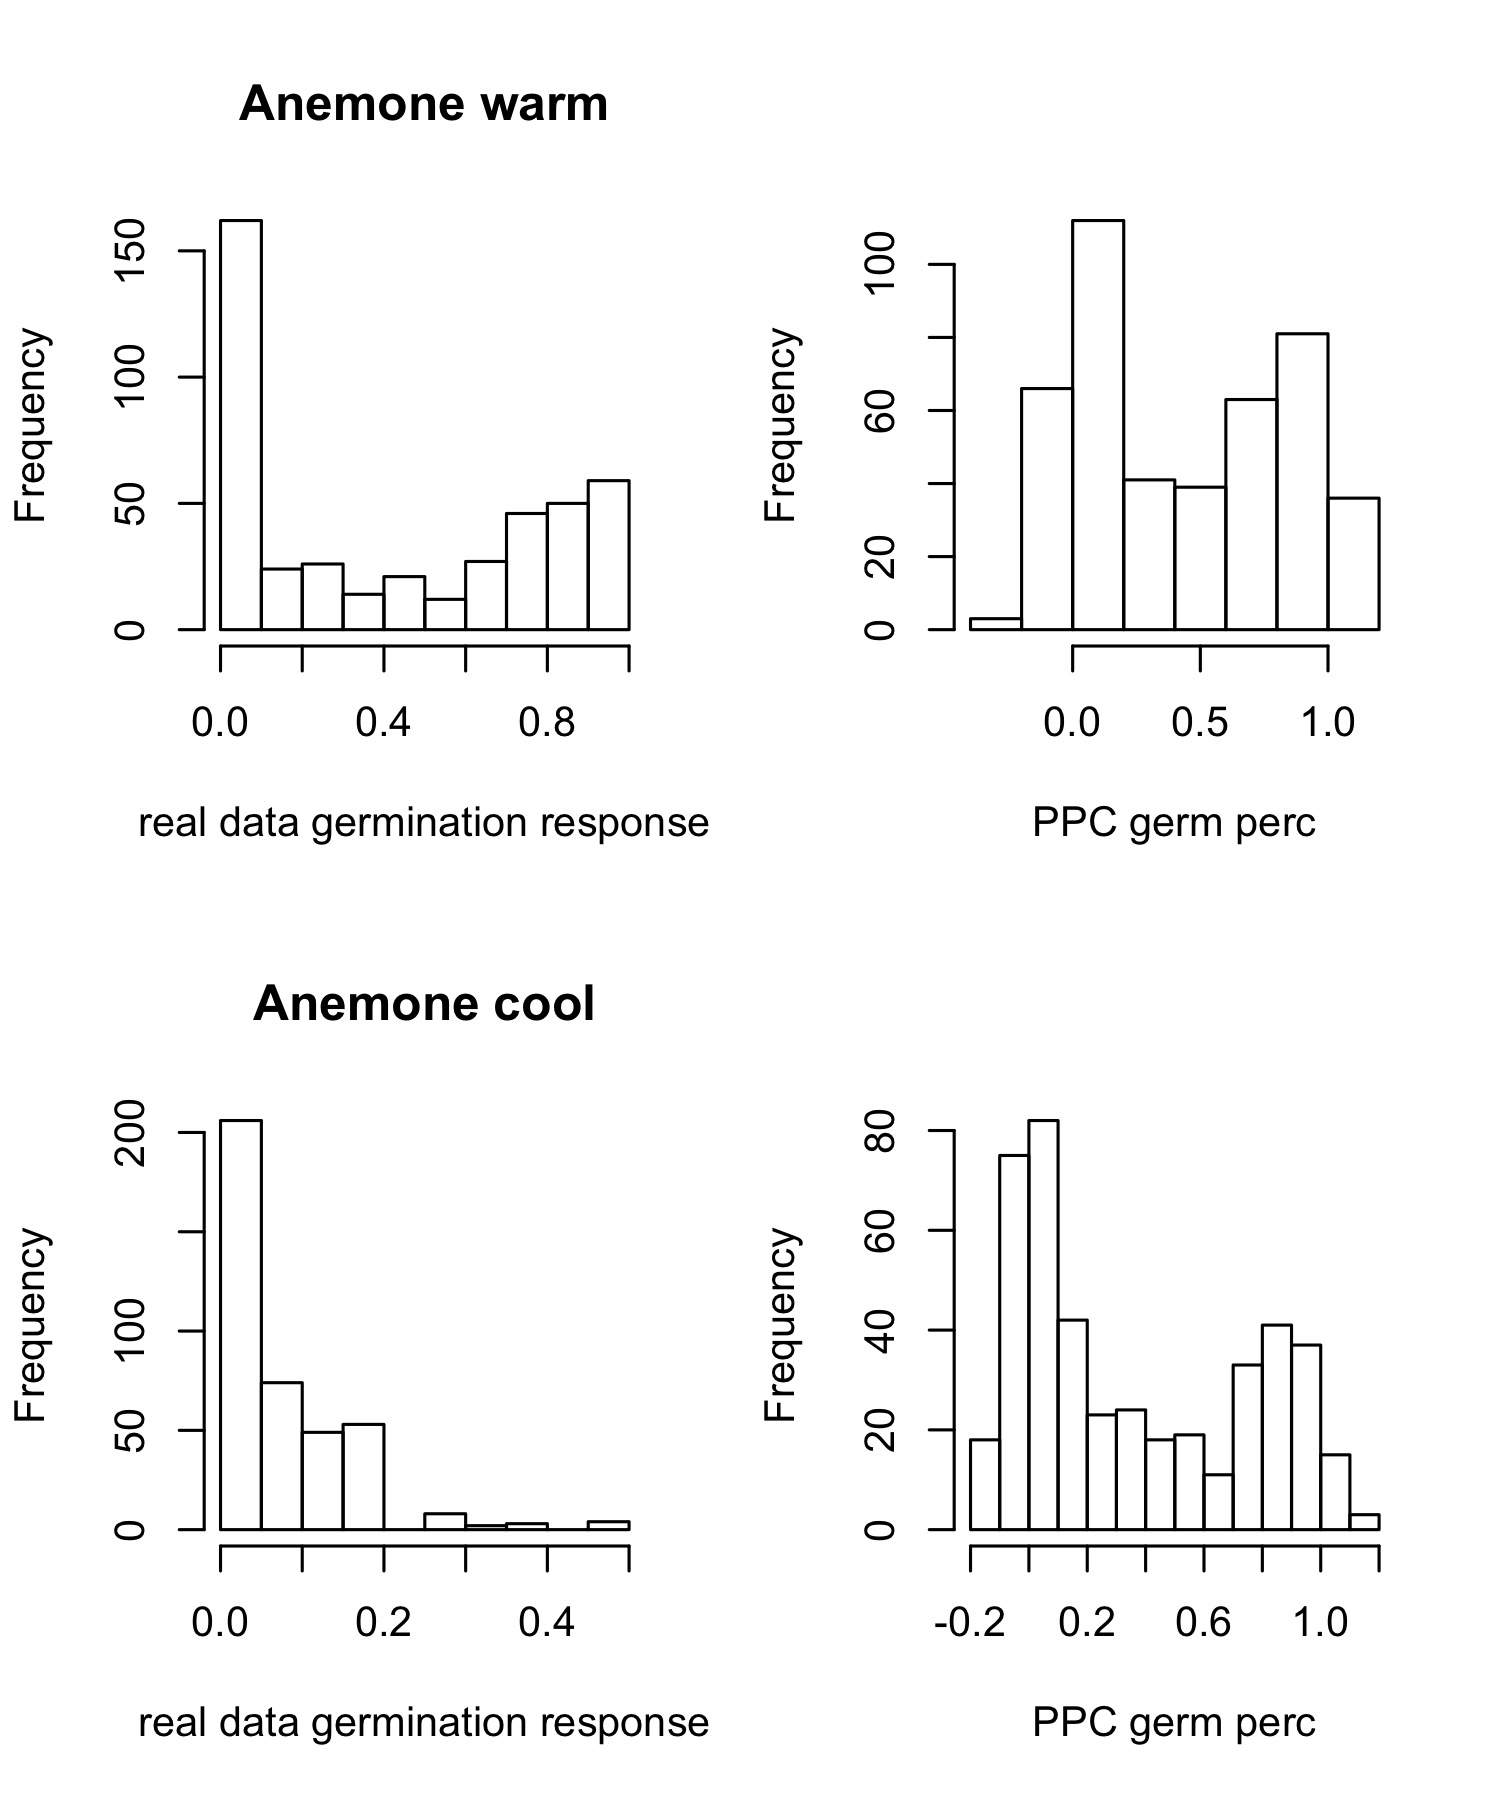 Anemone warm
Frequency
150
100
50
0
0.0 0.4 0.8
real data germination response
Frequency
100
60
20
0
0.0 0.5 1.0
PPC germ perc
Anemone cool
Frequency
200
100
50
0
0.0 0.2 0.4
real data germination response
Frequency
80
60
40
20
0
-0.2 0.2 0.6 1.0
PPC germ perc